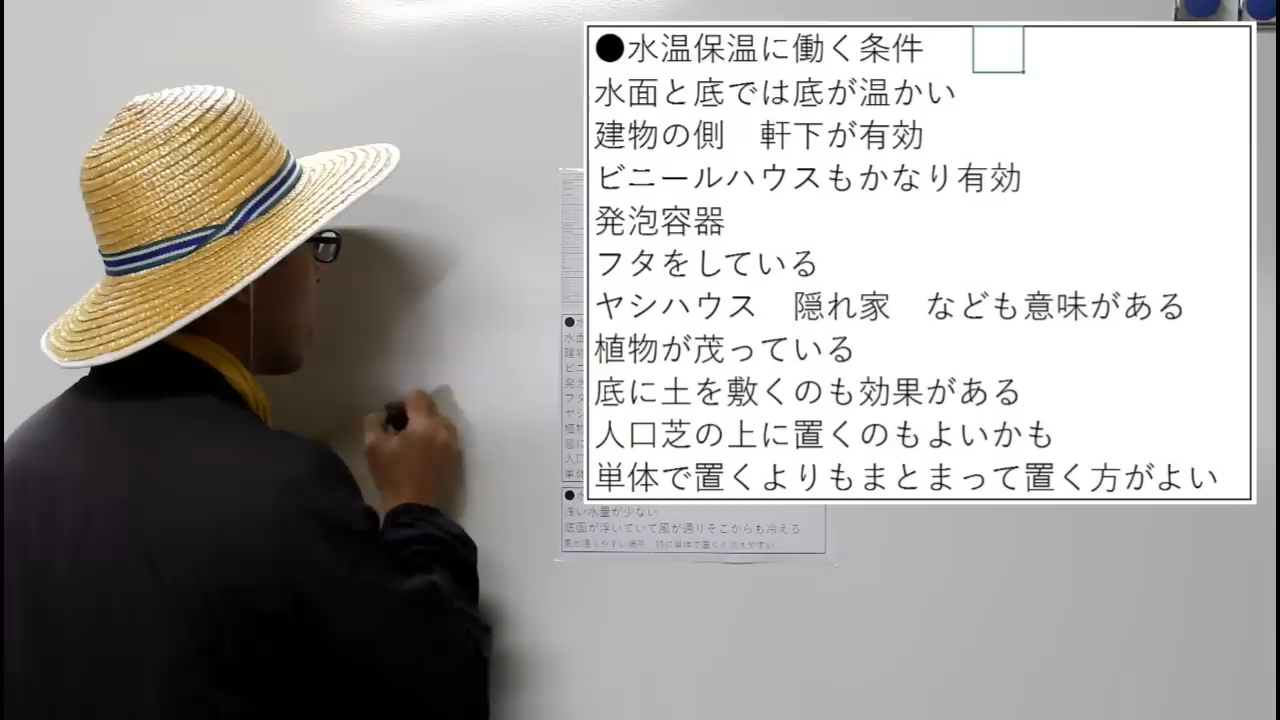 ●水温保温に働く条件
水面と底では底が温かい
建物の側　軒下が有効
ビニールハウスもかなり有効
発泡容器
フタをしている
ヤシハウス　隠れ家　なども意味がある
植物が茂っている
底に土を敷くのも効果がある
人口芝の上に置くのもよいかも
単体で置くよりもまとまって置く方がよい
浅い水量が少ない
底面が浮いていて風が通りそこからも冷える
風が通りやすい場所　特に単体で置くと冷えやすい